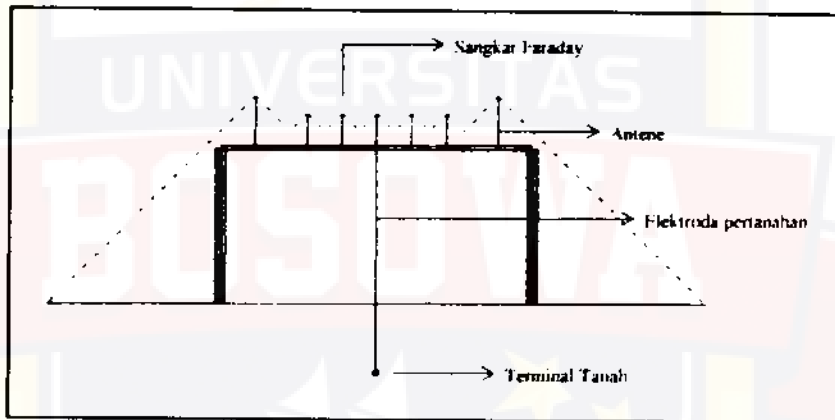 Sangkar Faraday
UNIVERSITAS
Antene
BOSOWA
Elektroda pertanahan
Terminal Tanah